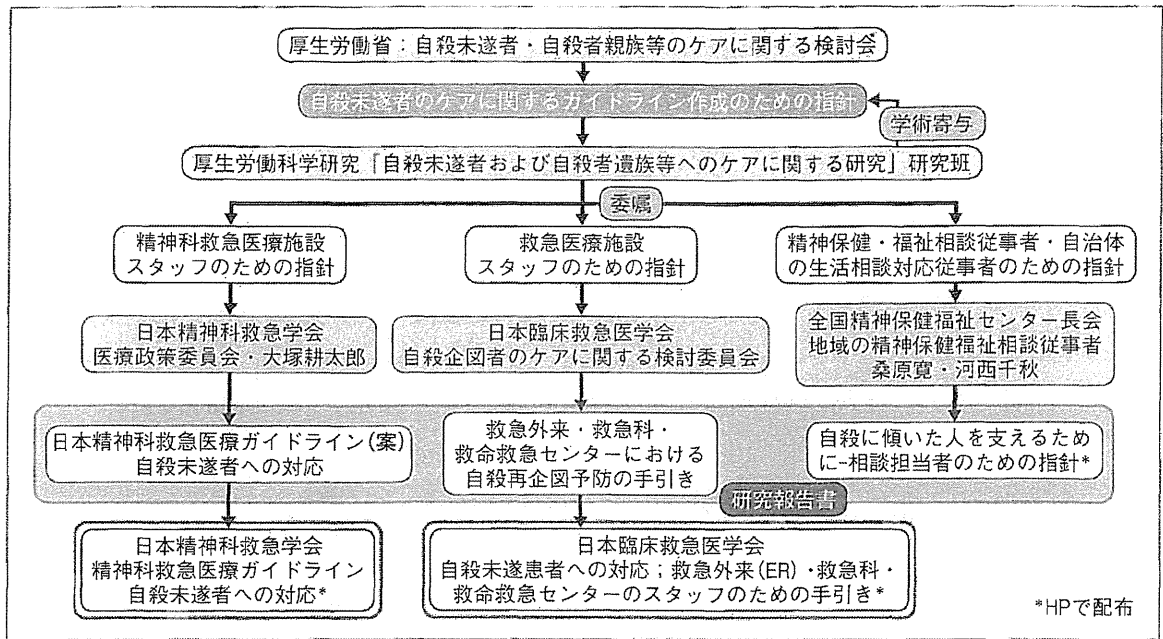 厚生労働省：自殺未遂者・自殺者親族等のケアに関する検討会
自殺未遂者のケアに関するガイドライン作成のための指針
学術寄与
厚生労働科学研究「自殺未遂者および自殺者遺族等へのケアに関する研究」研究班
委嘱
精神科救急医療施設
スタッフのための指針
救急医療施設
スタッフのための指針
精神保健・福祉相談従事者・自治体
の生活相談対応従事者のための指針
日本精神科救急学会
医療政策委員会・大塚耕太郎
日本臨床救急医学会
自殺企図者のケアに関する検討委員会
全国精神保健福祉センター長会
地域の精神保健福祉相談従事者
桑原寛・河西千秋
日本精神科救急医療ガイドライン(案)
自殺未遂者への対応
救急外来・救急科・
救命救急センターにおける
自殺再企図予防の手引き
自殺に傾いた人を支えるため
に-相談担当者のための指針*
研究報告書
日本精神科救急学会
精神科救急医療ガイドライン
自殺未遂者への対応*
日本臨床救急医学会
自殺未遂患者への対応；救急外来(ER)・救急科・
救命救急センターのスタッフのための手引き*
*HPで配布